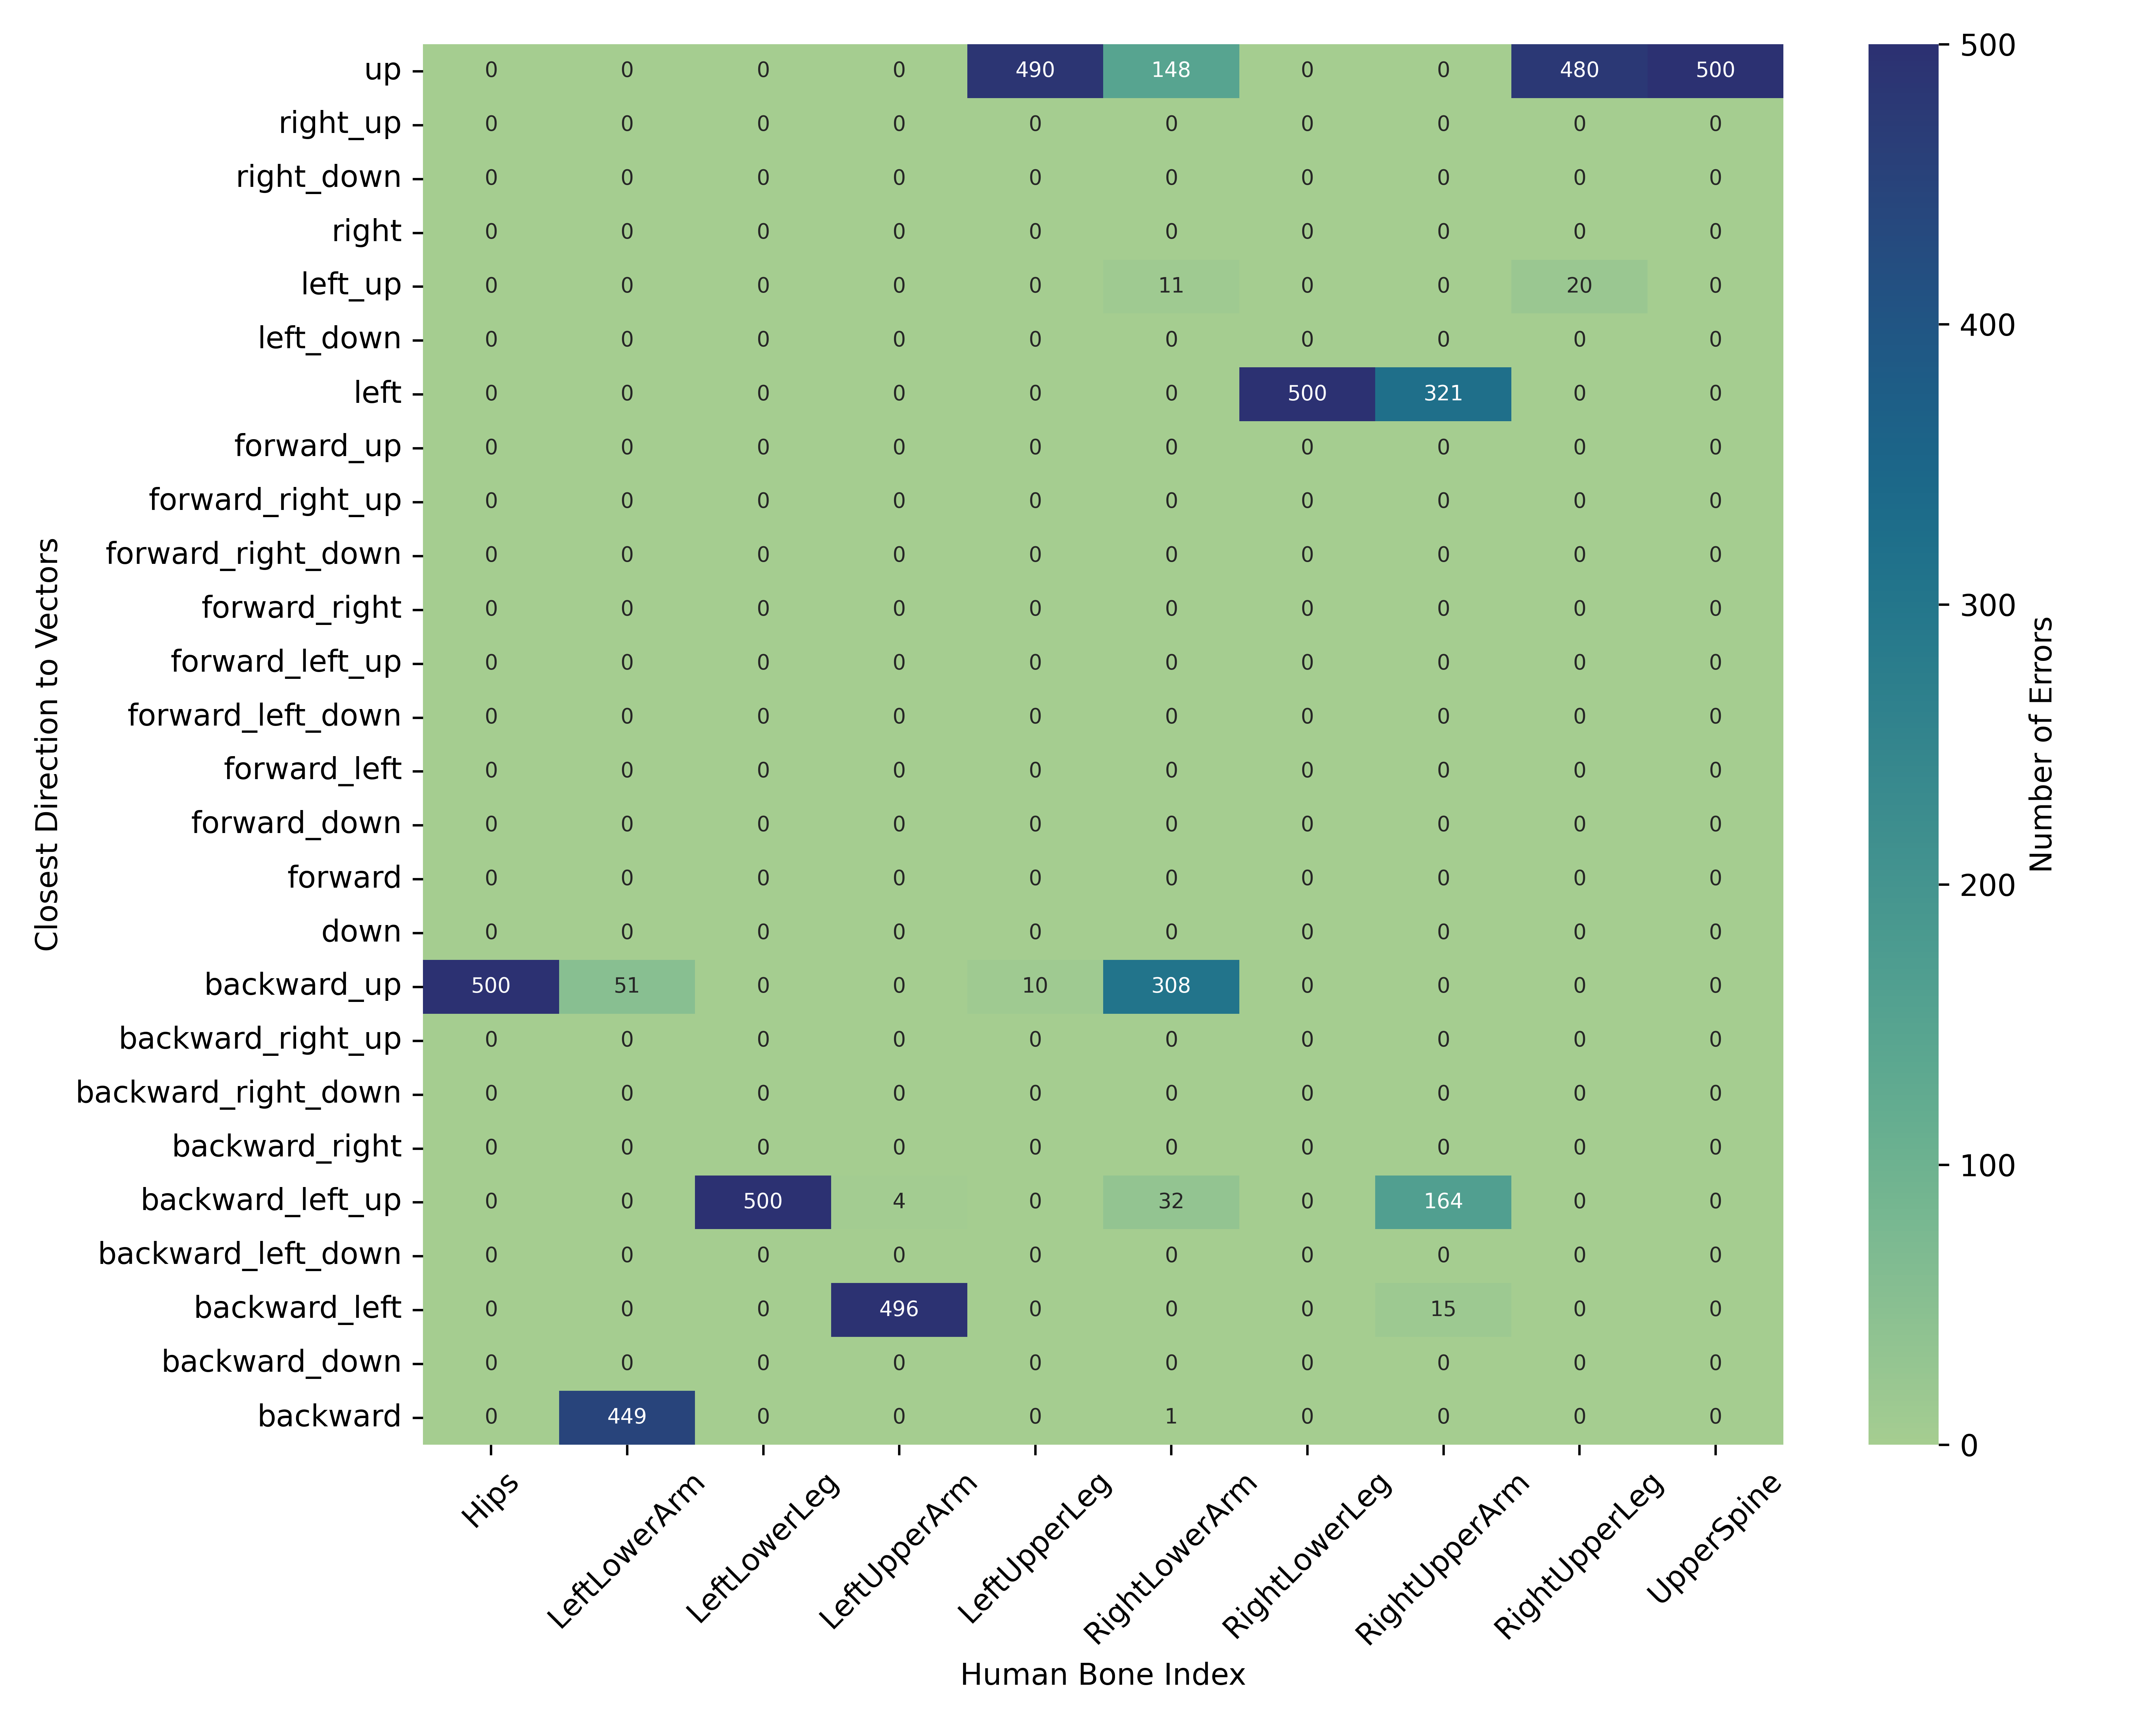 up 0 0 0 0 490 148 0 0 480 500
right_up 0 0 0 0 0 0 0 0 0 0
right_down 0 0 0 0 0 0 0 0 0 0
right 0 0 0 0 0 0 0 0 0 0
left_up 0 0 0 0 0 11 0 0 20 0
left_down 0 0 0 0 0 0 0 0 0 0
left 0 0 0 0 0 0 500 321 0 0
forward_up 0 0 0 0 0 0 0 0 0 0
forward_right_up 0 0 0 0 0 0 0 0 0 0
forward_right_down 0 0 0 0 0 0 0 0 0 0
forward_right 0 0 0 0 0 0 0 0 0 0
forward_left_up 0 0 0 0 0 0 0 0 0 0
forward_left_down 0 0 0 0 0 0 0 0 0 0
forward_left 0 0 0 0 0 0 0 0 0 0
forward_down 0 0 0 0 0 0 0 0 0 0
forward 0 0 0 0 0 0 0 0 0 0
down 0 0 0 0 0 0 0 0 0 0
backward_up 500 51 0 0 10 308 0 0 0 0
backward_right_up 0 0 0 0 0 0 0 0 0 0
backward_right_down 0 0 0 0 0 0 0 0 0 0
backward_right 0 0 0 0 0 0 0 0 0 0
backward_left_up 0 0 500 4 0 32 0 164 0 0
backward_left_down 0 0 0 0 0 0 0 0 0 0
backward_left 0 0 0 496 0 0 0 15 0 0
backward_down 0 0 0 0 0 0 0 0 0 0
backward 0 449 0 0 0 1 0 0 0 0
Hips LeftLowerArm LeftLowerLeg LeftUpperArm LeftUpperLeg RightLowerArm RightLowerLeg RightUpperArm RightUpperLeg UpperSpine
Human Bone Index
Closest Direction to Vectors
500
400
300
200
100
0
Number of Errors